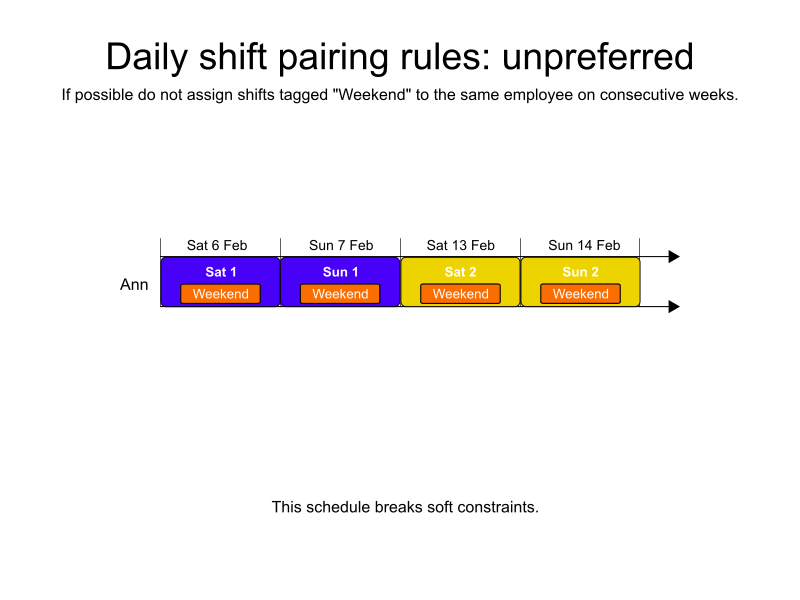 Daily shift pairing rules: unpreferred
If possible do not assign shifts tagged "Weekend" to the same employee on consecutive weeks.
Sat 6 Feb Sun 7 Feb Sat 13 Feb Sun 14 Feb
Sat 1 Sun 1 Sat 2 Sun 2
Ann Weekend Weekend Weekend Weekend
This schedule breaks soft constraints.